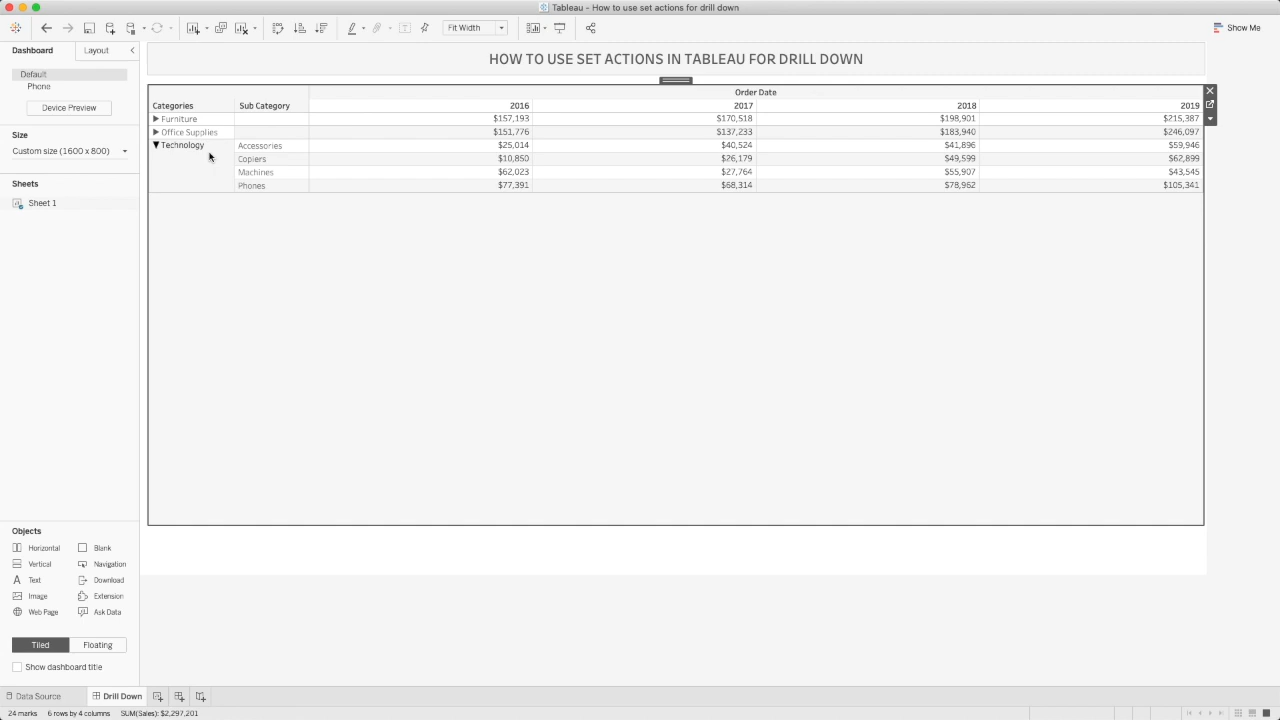 Tableau - How to use set actions for drill down
Fit Width
Show Me
Dashboard
Layout
Default
Phone
Device Preview
Size
Custom size (1600 x 800)
Sheets
Sheet 1
Objects
Horizontal
Blank
Vertical
Navigation
Text
Download
Image
Extension
Web Page
Ask Data
Tiled
Floating
Show dashboard title
HOW TO USE SET ACTIONS IN TABLEAU FOR DRILL DOWN
Order Date
Categories Sub Category 2016 2017 2018 2019
Furniture $157,193 $170,518 $198,901 $215,387
Office Supplies $151,776 $137,233 $183,940 $246,097
Technology Accessories $25,014 $40,524 $41,896 $59,946
Copiers $10,850 $26,179 $49,599 $62,899
Machines $62,023 $27,764 $55,907 $43,545
Phones $77,391 $68,314 $78,962 $105,341
Data Source
Drill Down
24 marks 6 rows by 4 columns SUM(Sales): $2,297,201